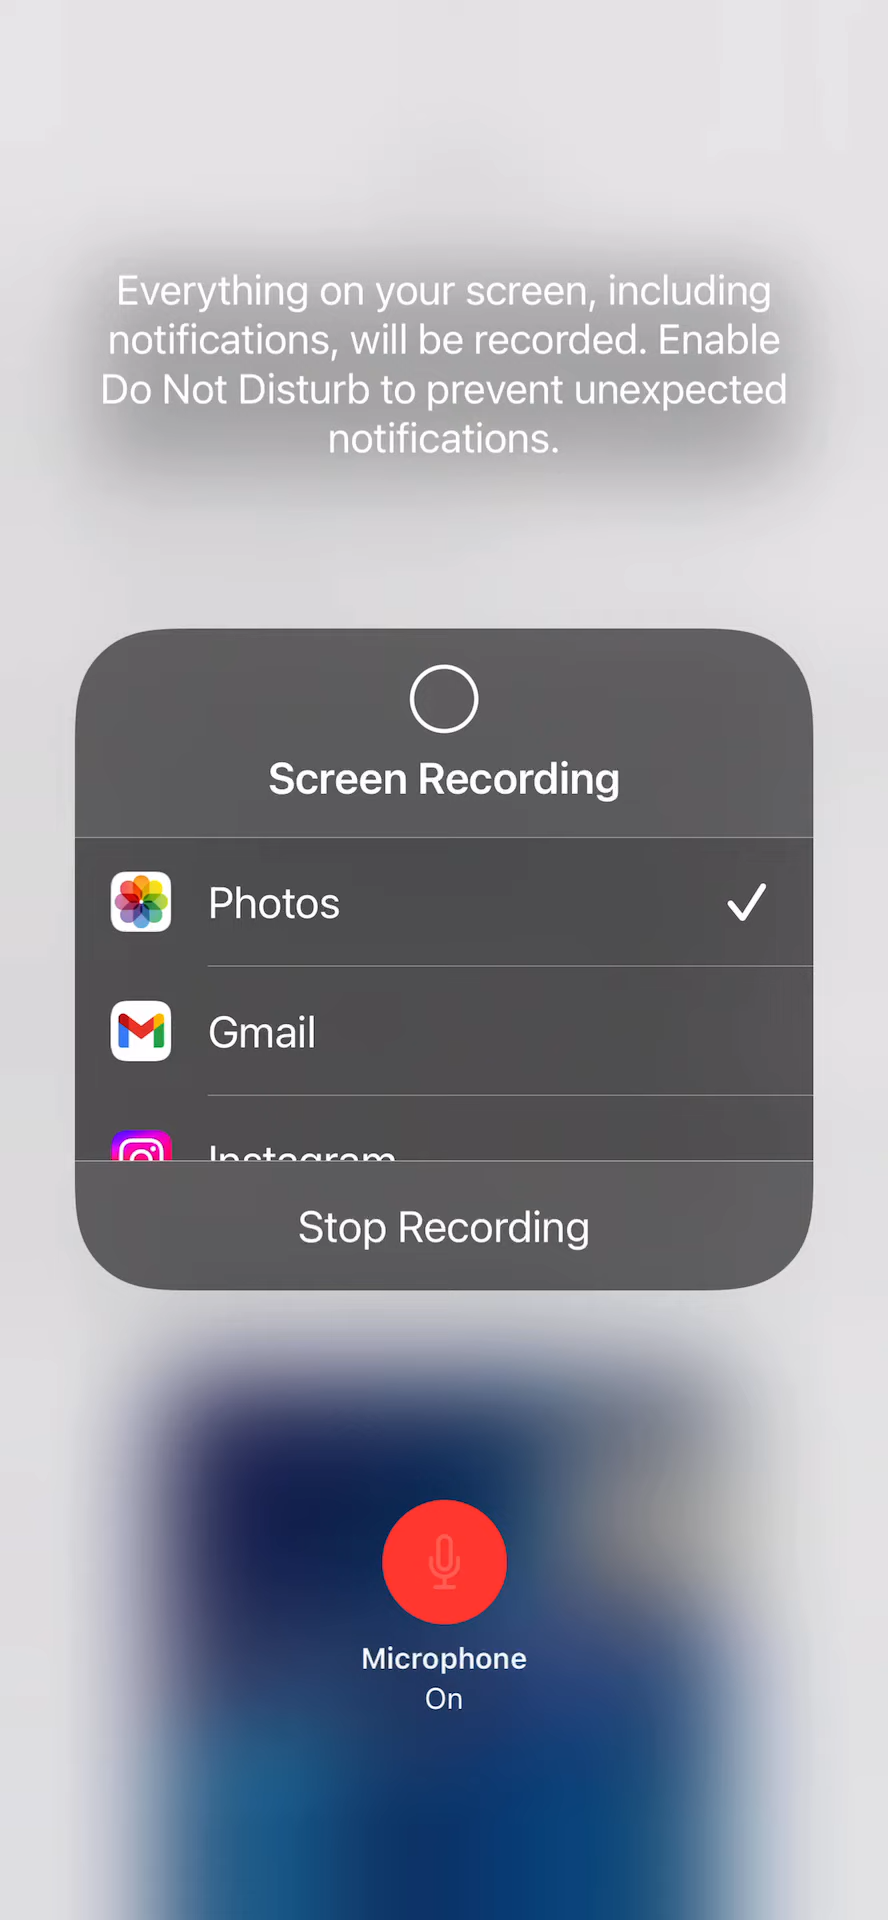 Everything on your screen, including
notifications, will be recorded. Enable
Do Not Disturb to prevent unexpected
notifications.
Screen Recording
Photos
Gmail
Instagram
Stop Recording
Microphone
On